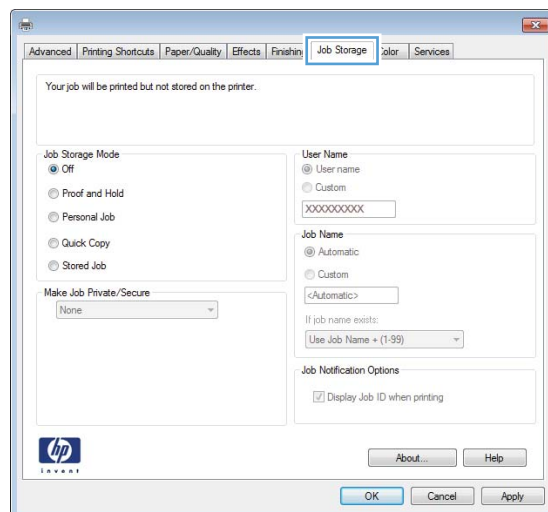 Advanced Printing Shortcuts Paper/Quality Effects Finishing Job Storage Color Services
Your job will be printed but not stored on the printer.
Job Storage Mode
Off
Proof and Hold
Personal Job
Quick Copy
Stored Job
Make Job Private/Secure
None
User Name
User name
Custom
XXXXXXXXX
Job Name
Automatic
Custom
<Automatic>
If job name exists:
Use Job Name + (1-99)
Job Notification Options
Display Job ID when printing
hp
invent
About... Help
OK Cancel Apply